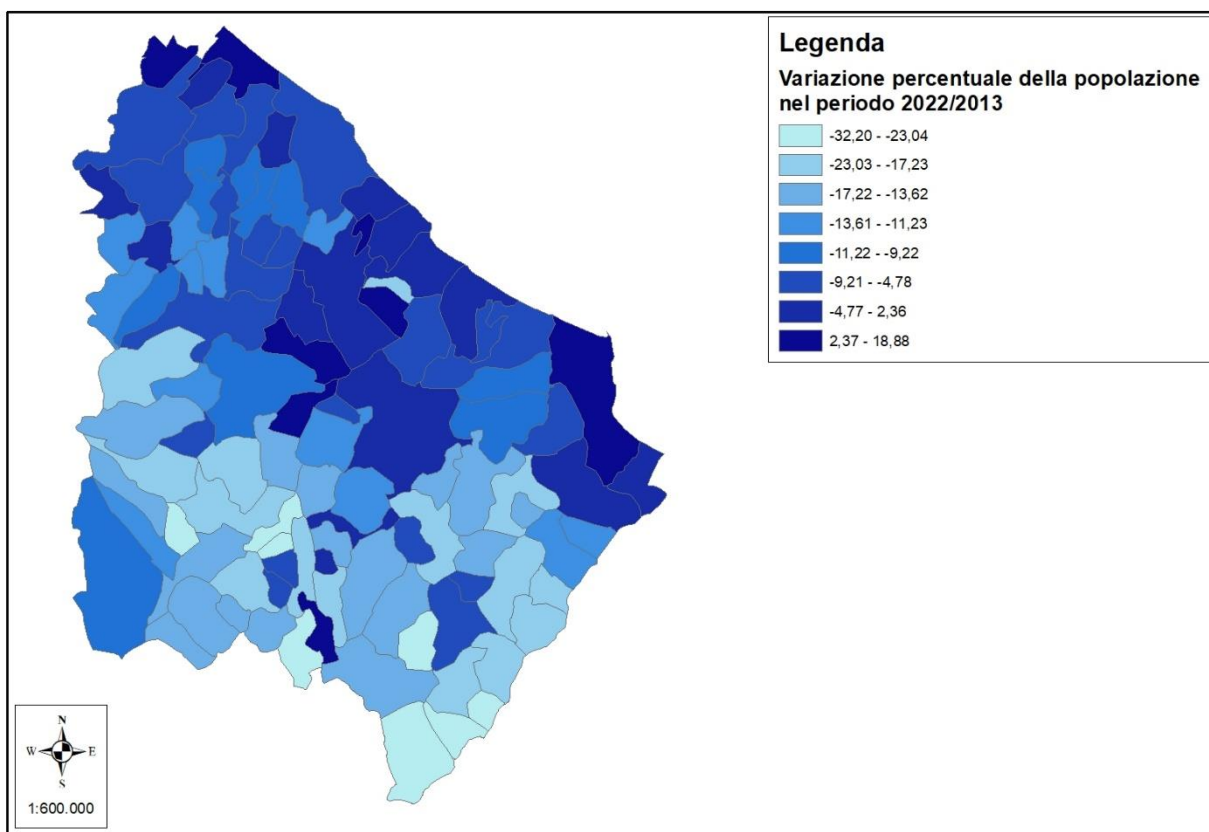 Legenda
Variazione percentuale della popolazione
nel periodo 2022/2013
-32,20 - -23,04
-23,03 - -17,23
-17,22 - -13,62
-13,61 - -11,23
-11,22 - -9,22
-9,21 - -4,78
-4,77 - 2,36
2,37 - 18,88
N
W E
S
1:600.000